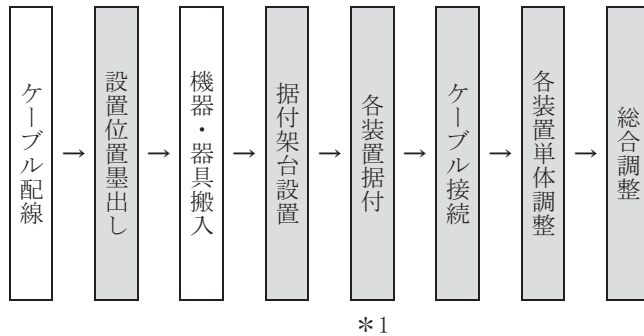 ケーブル配線
→
設置位置墨出し
→
機器・器具搬入
→
据付架台設置
→
各装置据付
→
ケーブル接続
→
各装置単体調整
→
総合調整
＊1